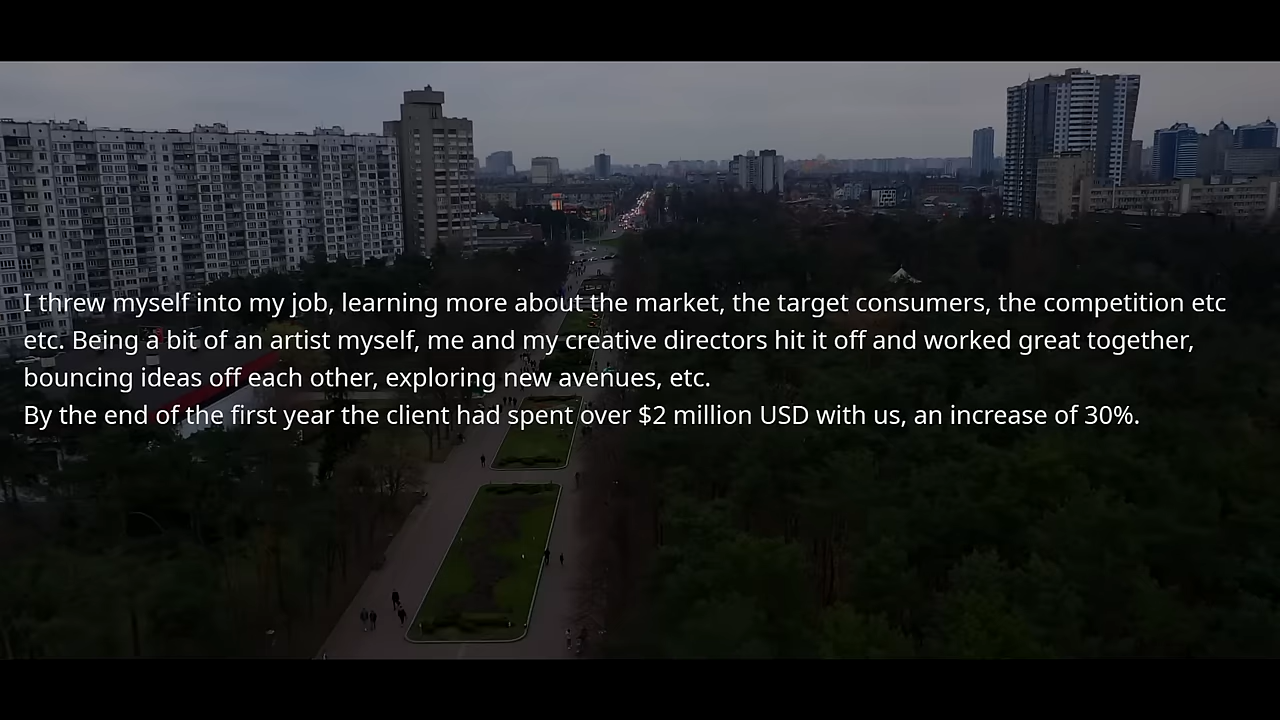 I threw myself into my job, learning more about the market, the target consumers, the competition etc
etc. Being a bit of an artist myself, me and my creative directors hit it off and worked great together,
bouncing ideas off each other, exploring new avenues, etc.
By the end of the first year the client had spent over $2 million USD with us, an increase of 30%.